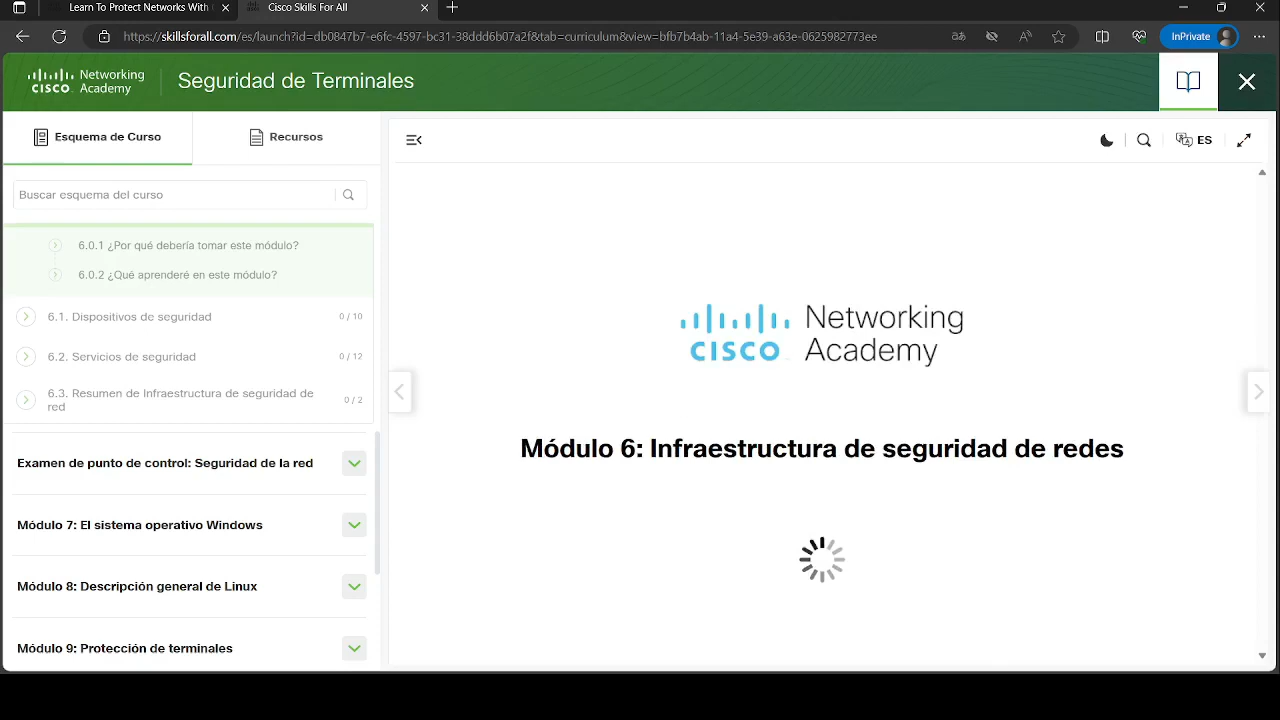 Learn To Protect Networks With
Cisco Skills For All
https://skillsforall.com/es/launch?id=db0847b7-e6fc-4597-bc31-38ddd6b07a2f&tab=curriculum&view=bfb7b4ab-11a4-5e39-a63e-0625982773ee
InPrivate
CISCO
Networking
Academy
Seguridad de Terminales
Esquema de Curso
Recursos
ES
Buscar esquema del curso
6.0.1 ¿Por qué debería tomar este módulo?
6.0.2 ¿Qué aprenderé en este módulo?
6.1. Dispositivos de seguridad 0 / 10
6.2. Servicios de seguridad 0 / 12
6.3. Resumen de Infraestructura de seguridad de
red
0 / 2
Examen de punto de control: Seguridad de la red
Módulo 7: El sistema operativo Windows
Módulo 8: Descripción general de Linux
Módulo 9: Protección de terminales
CISCO
Networking
Academy
Módulo 6: Infraestructura de seguridad de redes